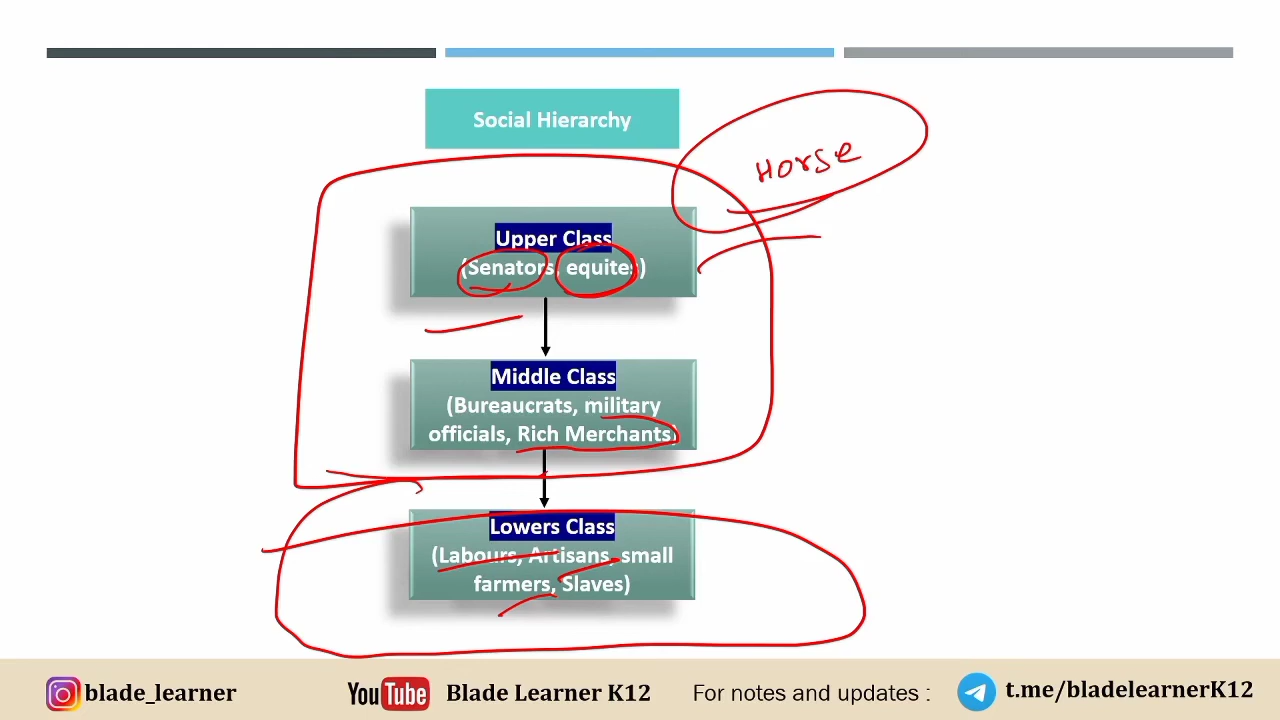 Social Hierarchy
Horse
Upper Class
(Senators, equites)
Middle Class
(Bureaucrats, military
officials, Rich Merchants)
Lowers Class
(Labours, Artisans, small
farmers, Slaves)
blade_learner
YouTube
Blade Learner K12
For notes and updates :
t.me/bladelearnerK12